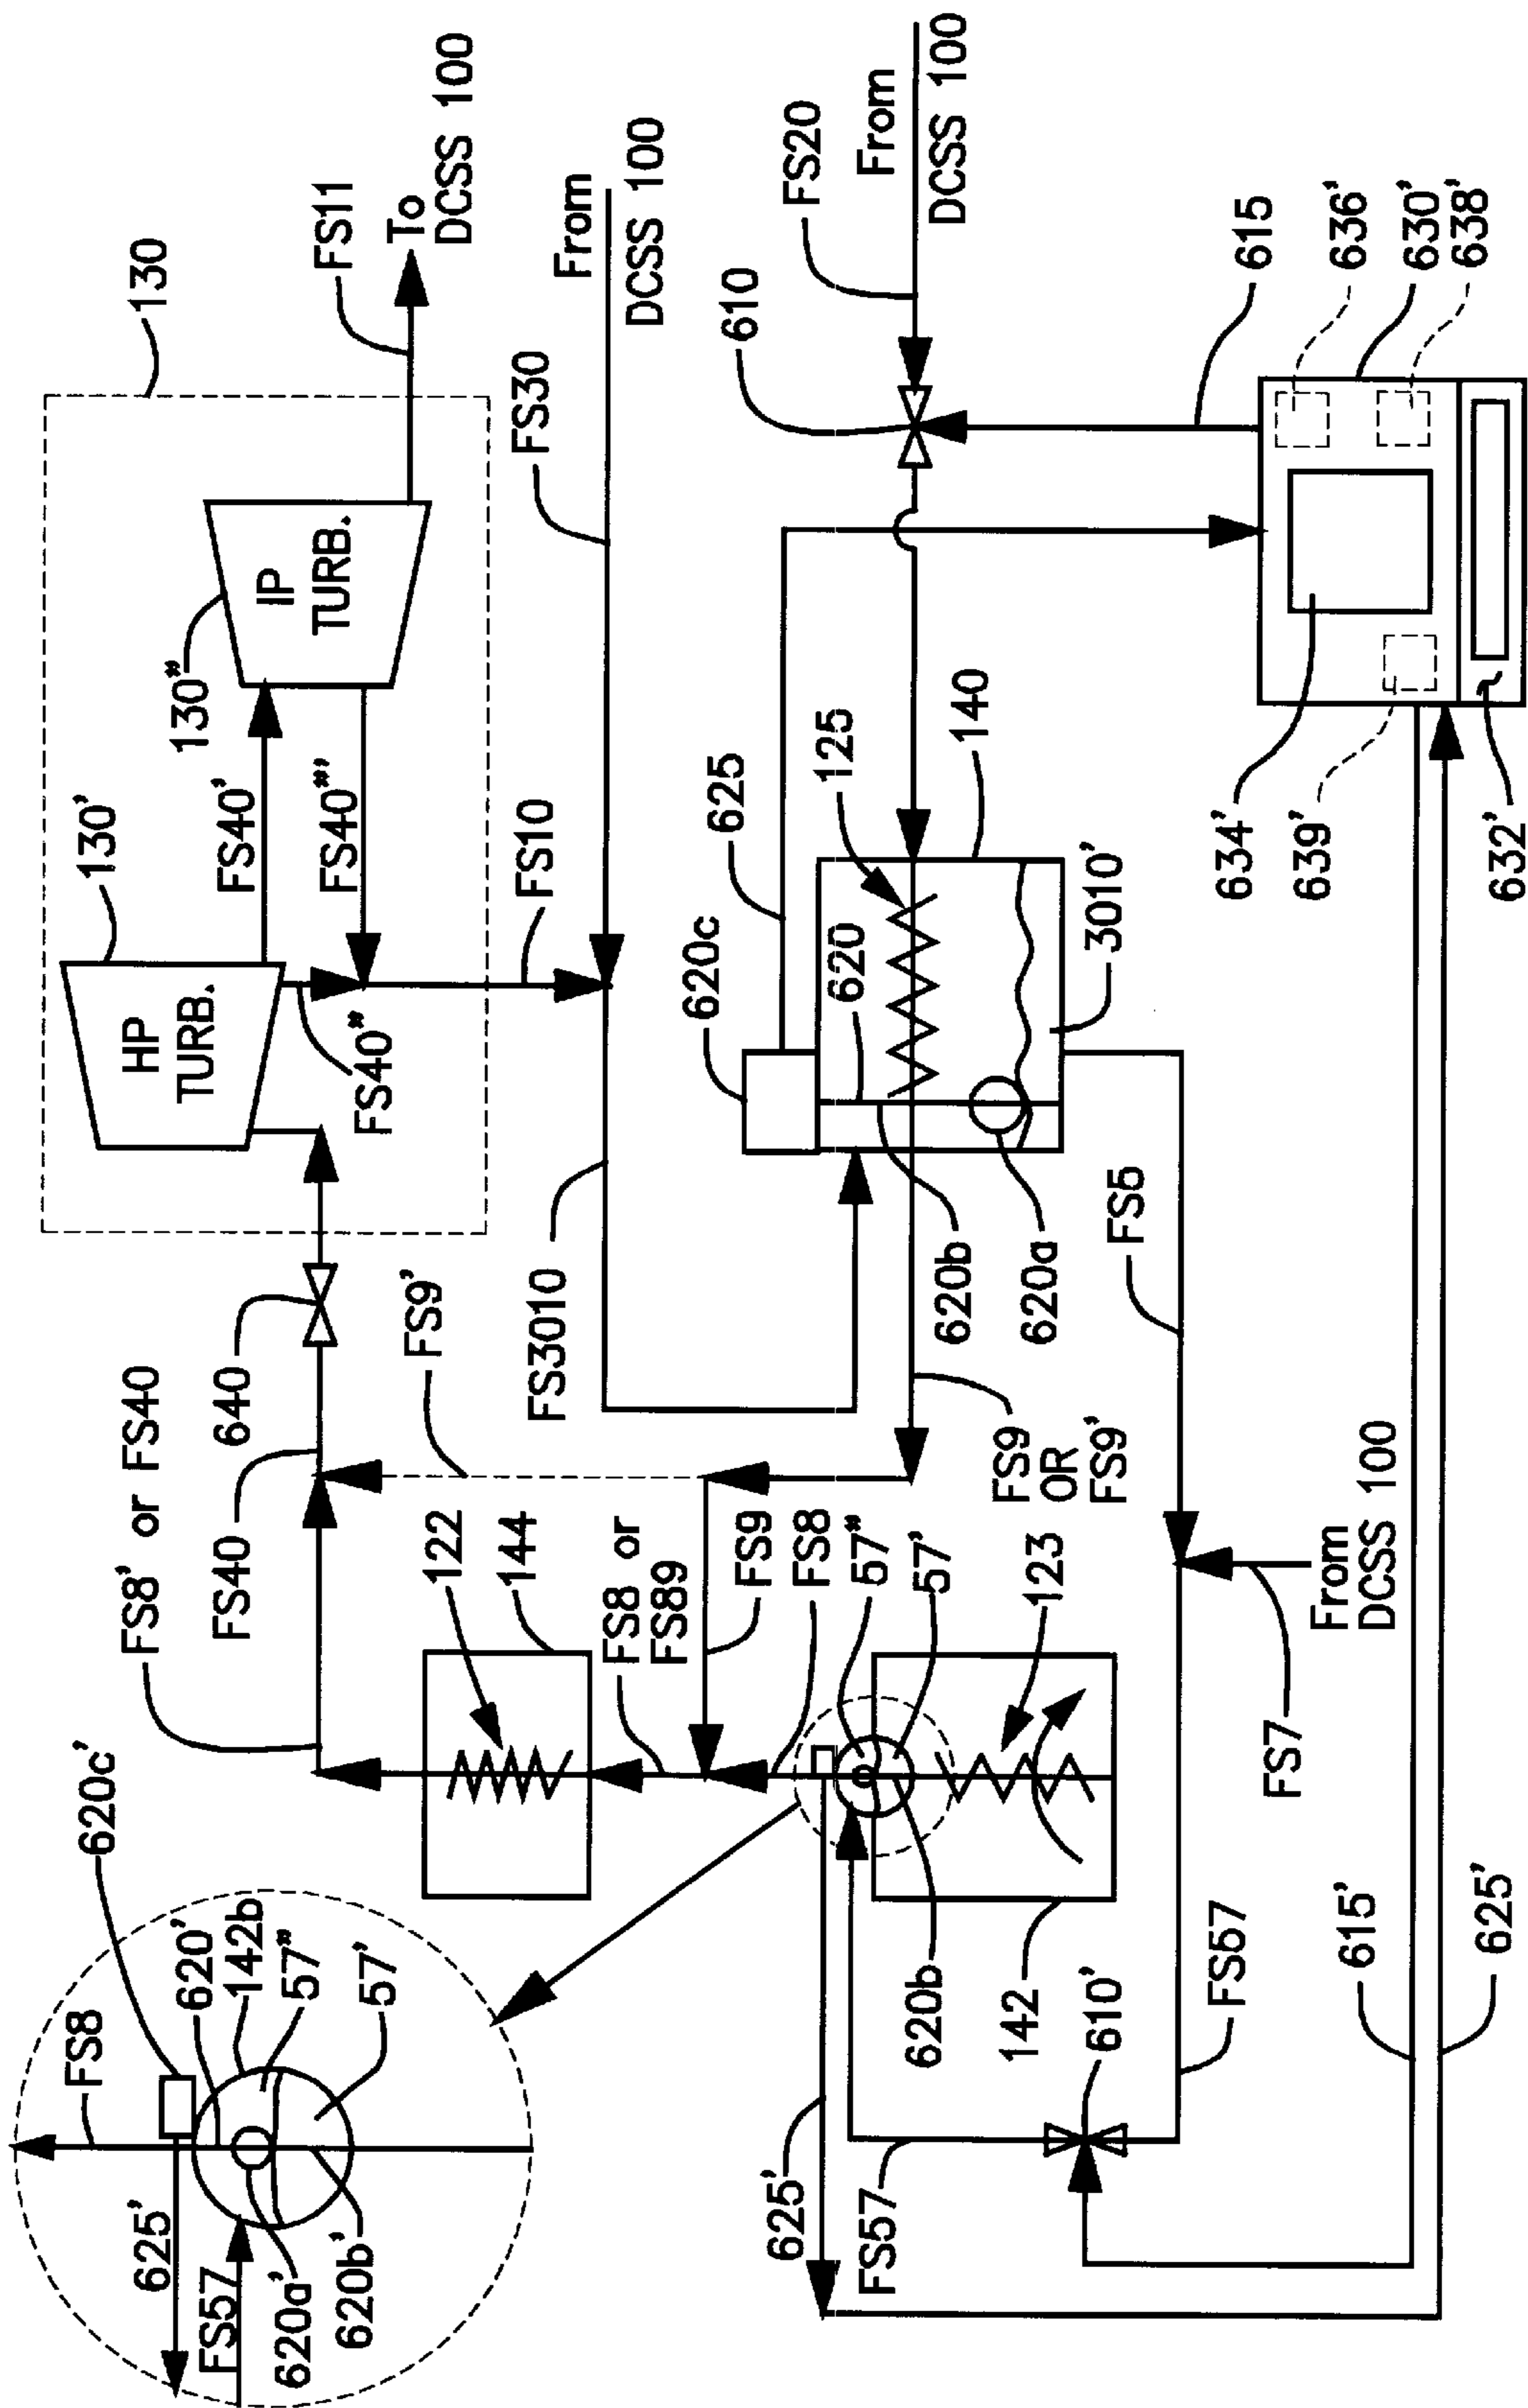 FS8
620c'
620'
142b
57"
57'
625'
FS57
620a'
620b'
FS8' or FS40
FS40
640
FS9'
122
144
FS8 or
FS89
FS9
FS8
57"
57'
123
620b
142
610'
FS57
625'
FS57
615'
625'
FS7
From
DCSS 100
FS5
FS9
OR
FS9'
620b
620a
FS3010
130'
HP
TURB.
FS40"
FS40'
FS40"'
130"
IP
TURB.
130
FS11
To
DCSS 100
FS10
FS30
From
DCSS 100
620c
625
620
125
140
3010'
610
FS20
From
DCSS 100
615
636'
630'
638'
634'
639'
632'